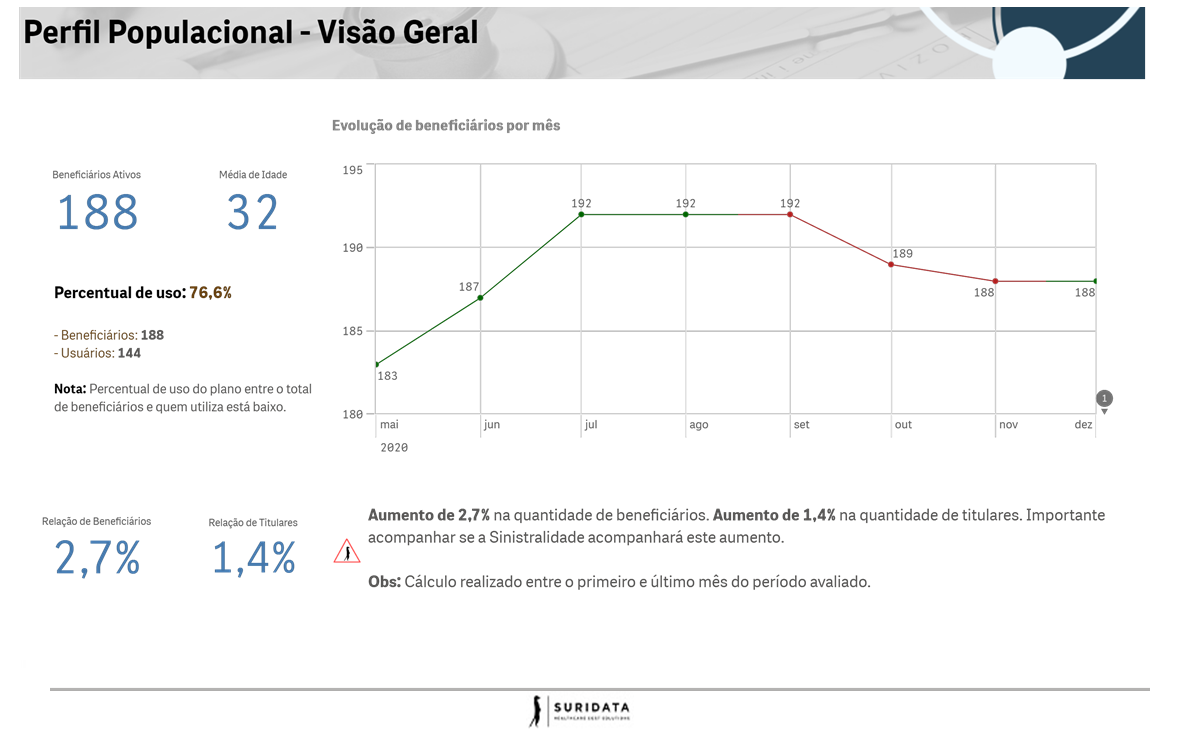 Perfil Populacional - Visão Geral
Evolução de beneficiários por mês
Beneficiários Ativos
188
Média de Idade
32
Percentual de uso: 76,6%
- Beneficiários: 188
- Usuários: 144
Nota: Percentual de uso do plano entre o total
de beneficiários e quem utiliza está baixo.
195
190
185
180
183
187
192
192
192
189
188
188
1
mai
jun
jul
ago
set
out
nov
dez
2020
Relação de Beneficiários
2,7%
Relação de Titulares
1,4%
Aumento de 2,7% na quantidade de beneficiários. Aumento de 1,4% na quantidade de titulares. Importante
acompanhar se a Sinistralidade acompanhará este aumento.
Obs: Cálculo realizado entre o primeiro e último mês do período avaliado.
SURIDATA
HEALTHCARE COST SOLUTIONS